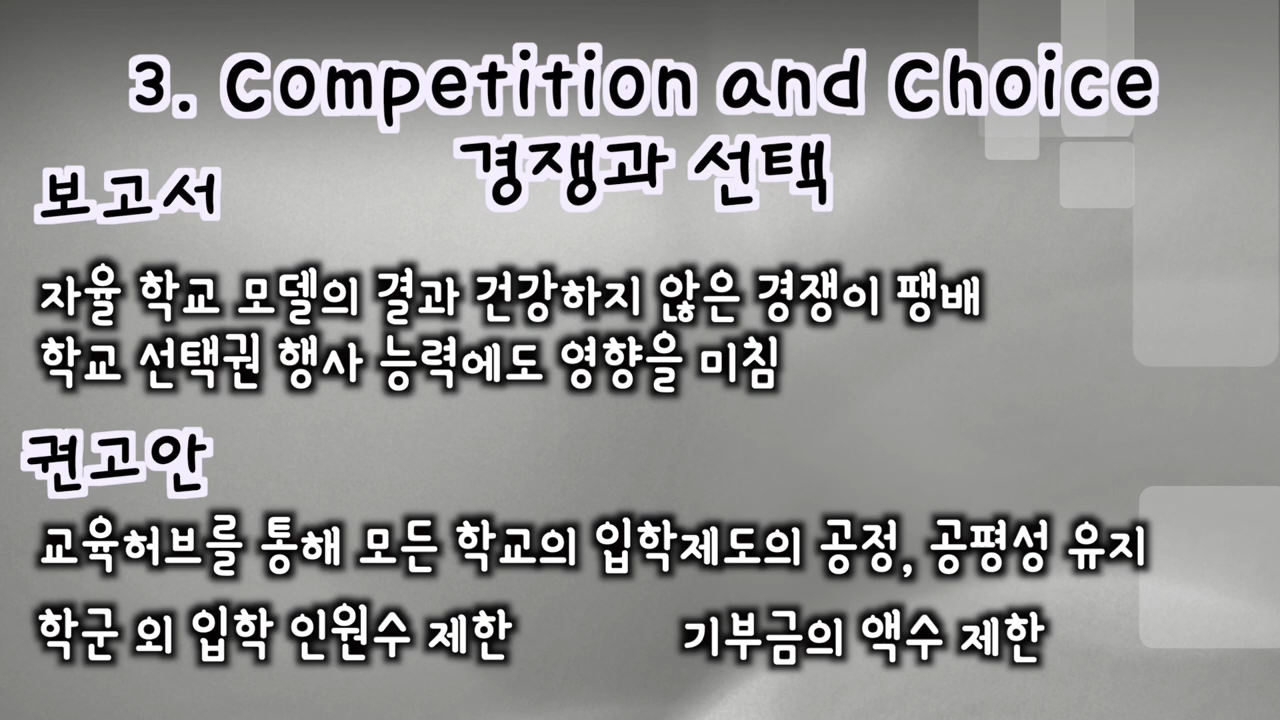 3. Competition and Choice
경쟁과 선택
보고서
자율 학교 모델의 결과 건강하지 않은 경쟁이 팽배
학교 선택권 행사 능력에도 영향을 미침
권고안
교육허브를 통해 모든 학교의 입학제도의 공정, 공평성 유지
학군 외 입학 인원수 제한 기부금의 액수 제한